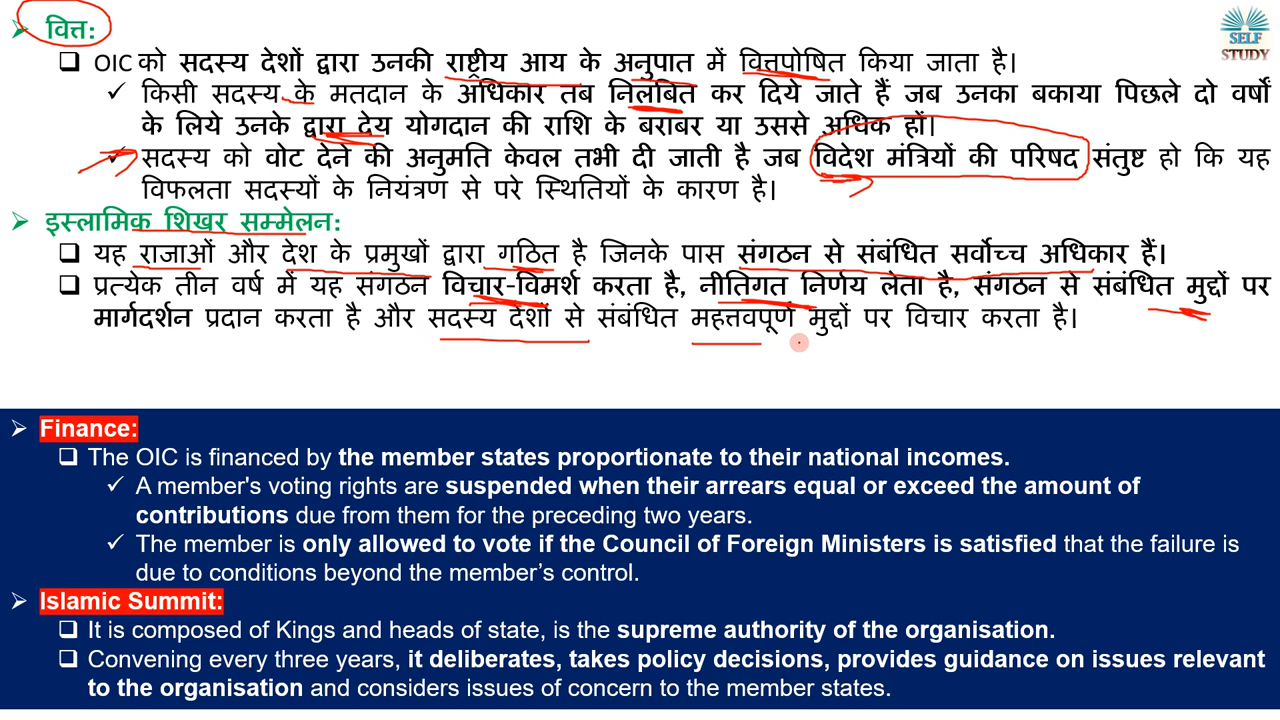 वित्त:
SELF
STUDY
OIC को सदस्य देशों द्वारा उनकी राष्ट्रीय आय के अनुपात में वित्तपोषित किया जाता है।
किसी सदस्य के मतदान के अधिकार तब निलंबित कर दिये जाते हैं जब उनका बकाया पिछले दो वर्षों
के लिये उनके द्वारा देय योगदान की राशि के बराबर या उससे अधिक हों।
सदस्य को वोट देने की अनुमति केवल तभी दी जाती है जब विदेश मंत्रियों की परिषद संतुष्ट हो कि यह
विफलता सदस्यों के नियंत्रण से परे स्थितियों के कारण है।
इस्लामिक शिखर सम्मेलन:
यह राजाओं और देश के प्रमुखों द्वारा गठित है जिनके पास संगठन से संबंधित सर्वोच्च अधिकार हैं।
प्रत्येक तीन वर्ष में यह संगठन विचार-विमर्श करता है, नीतिगत निर्णय लेता है, संगठन से संबंधित मुद्दों पर
मार्गदर्शन प्रदान करता है और सदस्य देशों से संबंधित महत्तवपूर्ण मुद्दों पर विचार करता है।
Finance:
The OIC is financed by the member states proportionate to their national incomes.
A member's voting rights are suspended when their arrears equal or exceed the amount of
contributions due from them for the preceding two years.
The member is only allowed to vote if the Council of Foreign Ministers is satisfied that the failure is
due to conditions beyond the member’s control.
Islamic Summit:
It is composed of Kings and heads of state, is the supreme authority of the organisation.
Convening every three years, it deliberates, takes policy decisions, provides guidance on issues relevant
to the organisation and considers issues of concern to the member states.